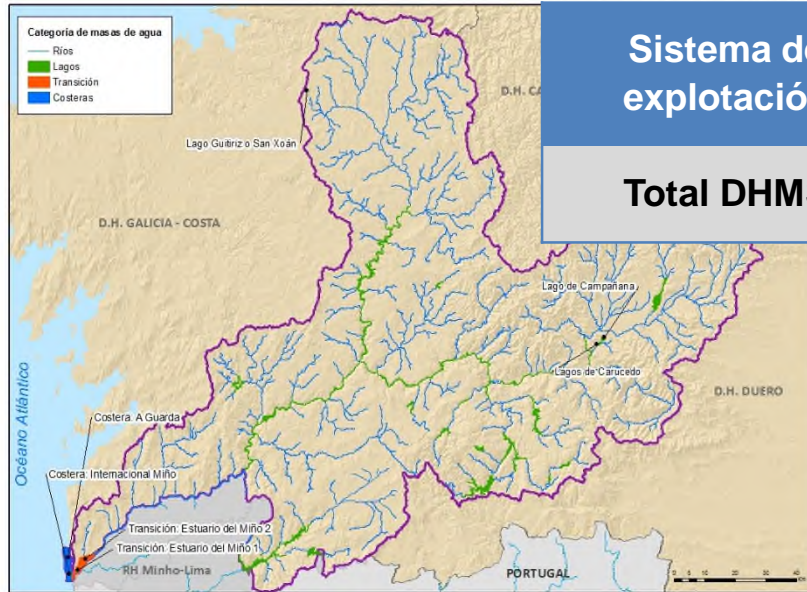 Categoría de masas de agua
Ríos
Lagos
Transición
Costeras
Sistema de
explotació
Total DHM
D.H. CA
Lago Guitiriz o San Xoán
D.H. GALICIA - COSTA
Lago de Campañana
Lagos de Carucedo
D.H. DUERO
Océano Atlántico
Costera: A Guarda
Costera: Internacional Miño
Transición: Estuario del Miño 2
Transición: Estuario del Miño 1
RH Minho-Lima
PORTUGAL